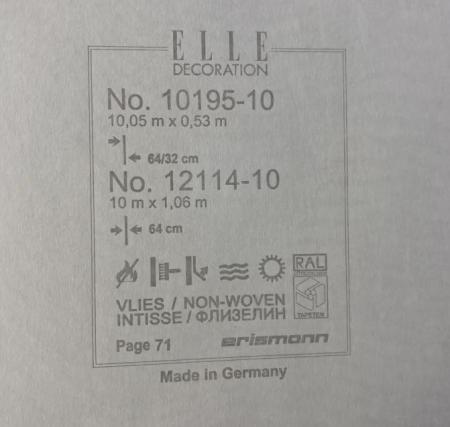 ELLE
DECORATION
No. 10195-10
10,05 m x 0,53 m
64/32 cm
No. 12114-10
10 m x 1,06 m
64 cm
RAL
TAPETEN
VLIES / NON-WOVEN
INTISSE / ФЛИЗЕЛИН
Page 71
erismann
Made in Germany